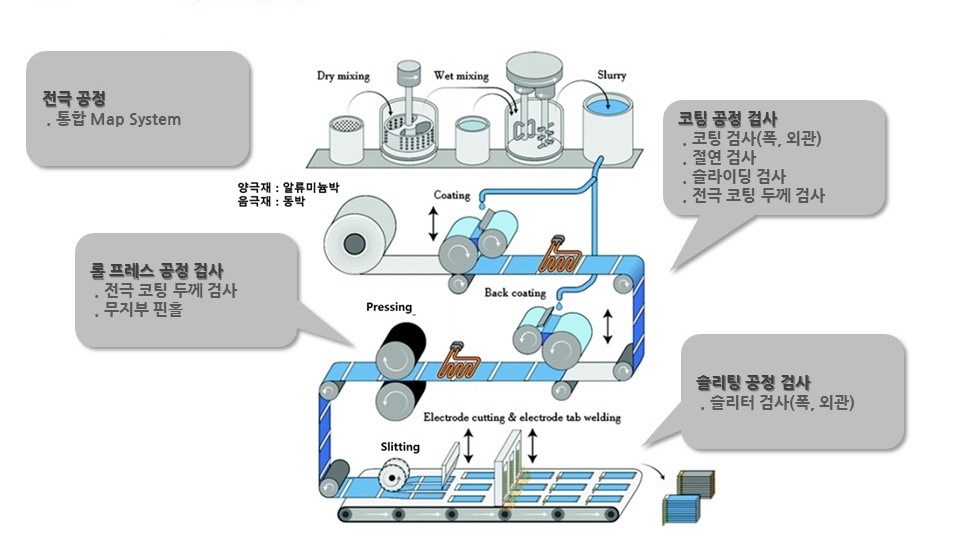 전극 공정
. 통합 Map System
Dry mixing
Wet mixing
Slurry
코팅 공정 검사
. 코팅 검사(폭, 외관)
. 절연 검사
. 슬라이딩 검사
. 전극 코팅 두께 검사
양극재 : 알류미늄박
음극재 : 동박
Coating
롤 프레스 공정 검사
. 전극 코팅 두께 검사
. 무지부 핀홀
Back coating
Pressing
슬리팅 공정 검사
. 슬리터 검사(폭, 외관)
Electrode cutting & electrode tab welding
Slitting